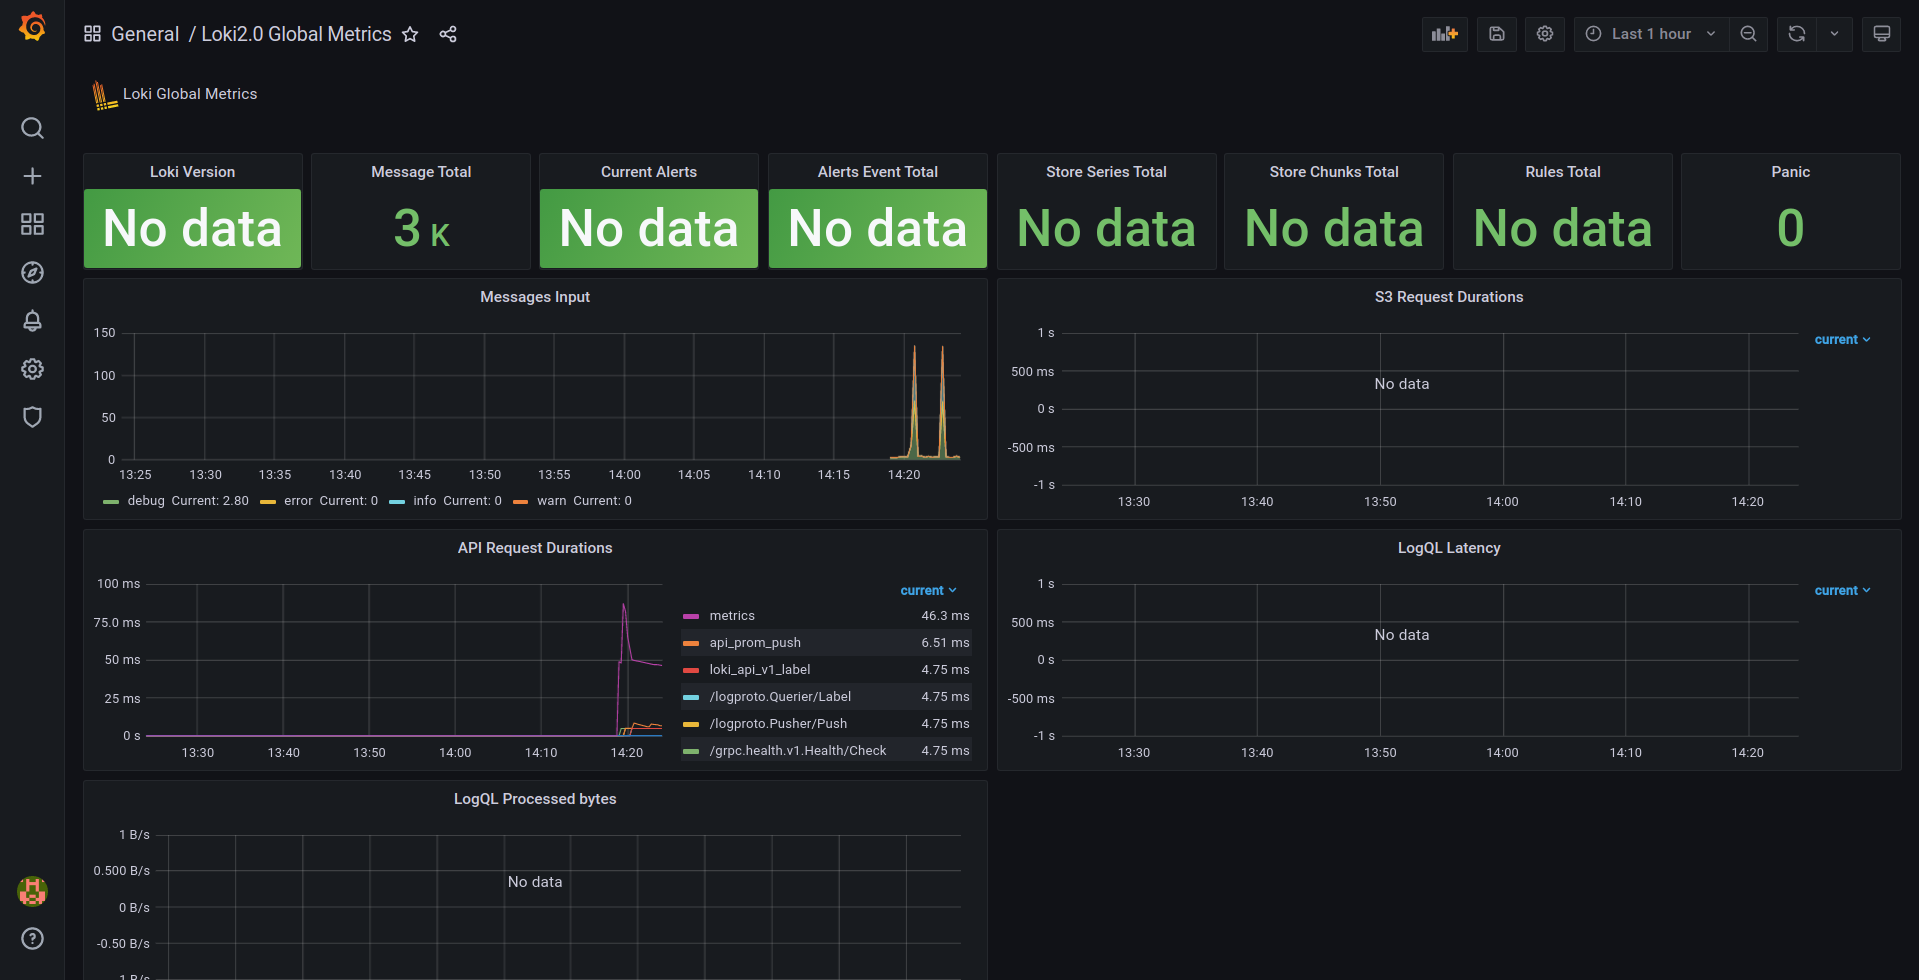 General / Loki2.0 Global Metrics
Last 1 hour
Loki Global Metrics
Loki Version
No data
Message Total
3 K
Current Alerts
No data
Alerts Event Total
No data
Store Series Total
No data
Store Chunks Total
No data
Rules Total
No data
Panic
0
Messages Input
150
100
50
0
13:25 13:30 13:35 13:40 13:45 13:50 13:55 14:00 14:05 14:10 14:15 14:20
debug Current: 2.80 error Current: 0 info Current: 0 warn Current: 0
S3 Request Durations
current
1 s
500 ms
0 s
-500 ms
-1 s
No data
13:30 13:40 13:50 14:00 14:10 14:20
API Request Durations
100 ms
75.0 ms
50 ms
25 ms
0 s
13:30 13:40 13:50 14:00 14:10 14:20
current
metrics 46.3 ms
api_prom_push 6.51 ms
loki_api_v1_label 4.75 ms
/logproto.Querier/Label 4.75 ms
/logproto.Pusher/Push 4.75 ms
/grpc.health.v1.Health/Check 4.75 ms
LogQL Latency
current
1 s
500 ms
0 s
-500 ms
-1 s
No data
13:30 13:40 13:50 14:00 14:10 14:20
LogQL Processed bytes
1 B/s
0.500 B/s
0 B/s
-0.50 B/s
No data